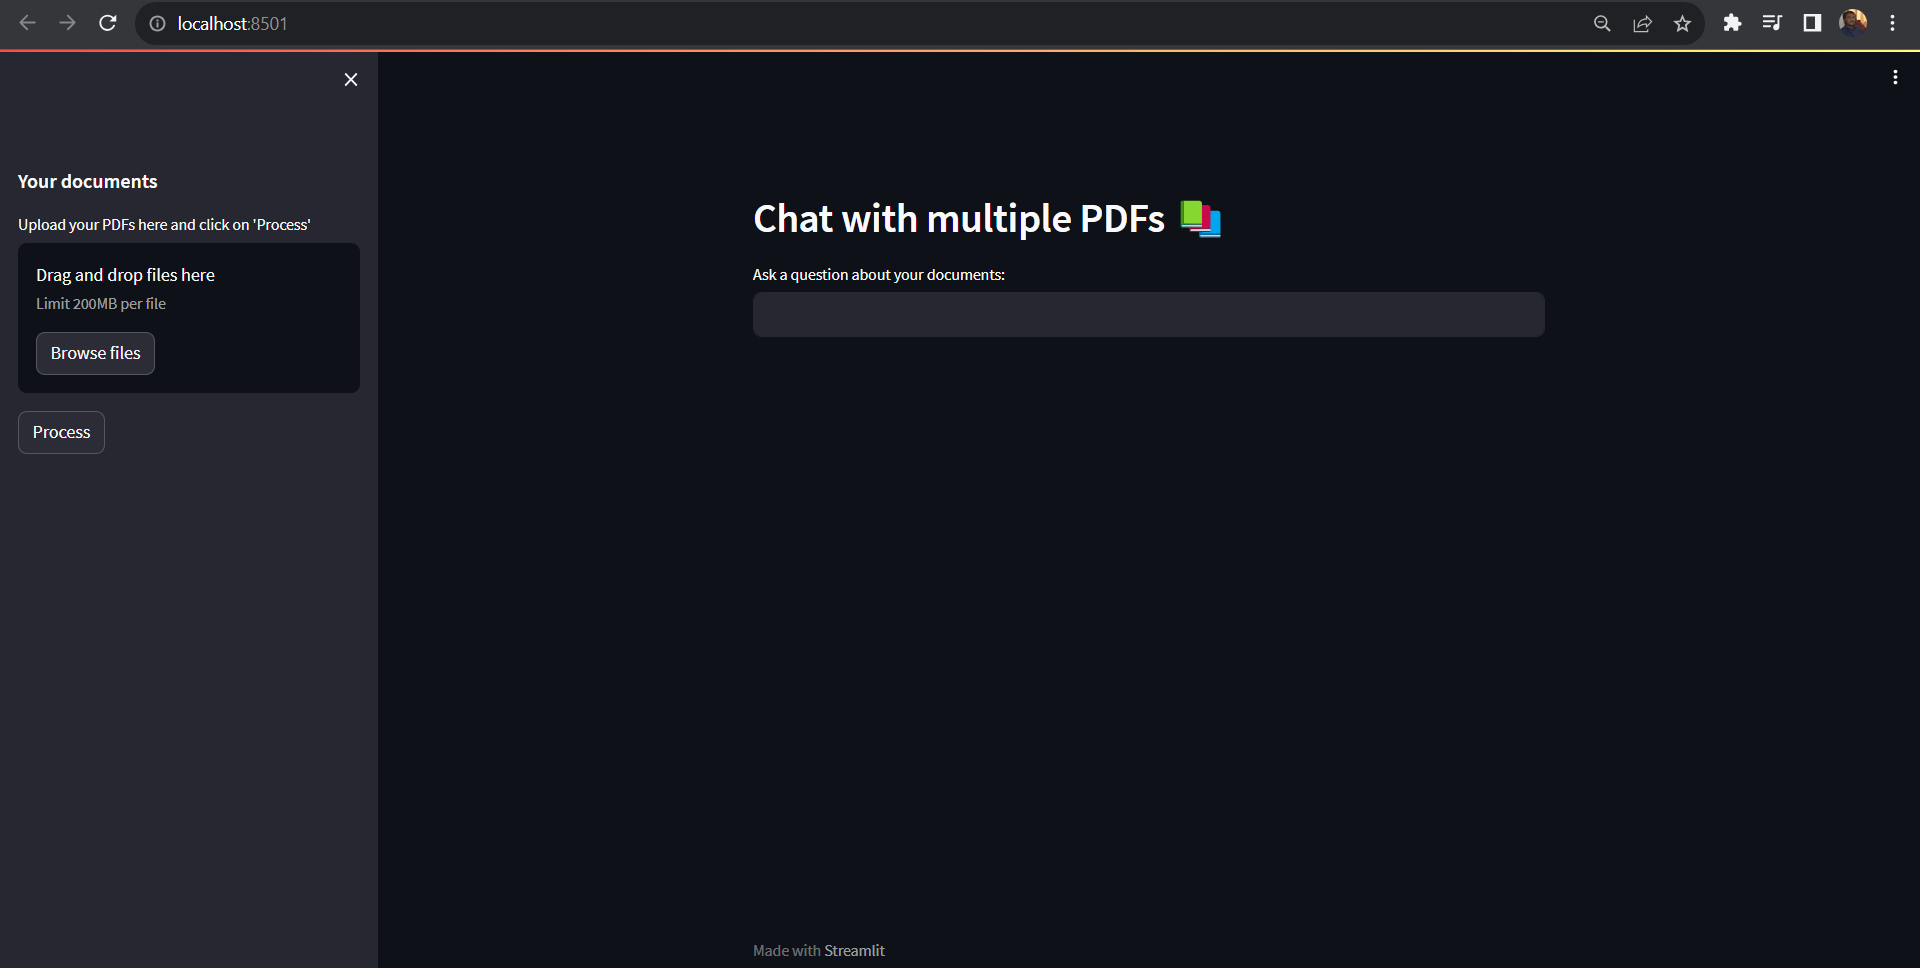 localhost:8501
Your documents
Upload your PDFs here and click on 'Process'
Drag and drop files here
Limit 200MB per file
Browse files
Process
Chat with multiple PDFs
Ask a question about your documents:
Made with Streamlit